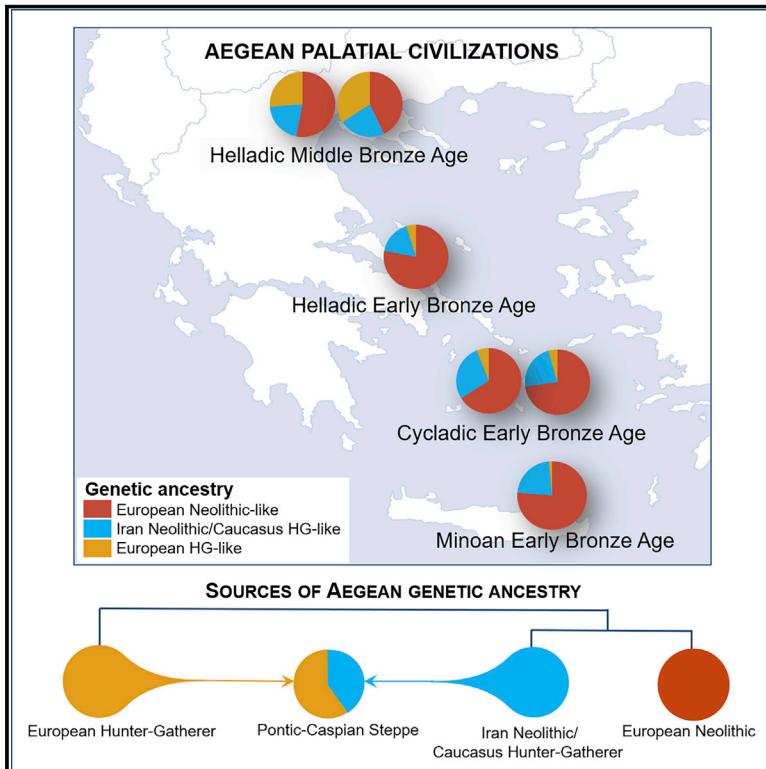 AEGEAN PALATIAL CIVILIZATIONS
Helladic Middle Bronze Age
Helladic Early Bronze Age
Cycladic Early Bronze Age
Minoan Early Bronze Age
Genetic ancestry
European Neolithic-like
Iran Neolithic/Caucasus HG-like
European HG-like
SOURCES OF AEGEAN GENETIC ANCESTRY
European Hunter-Gatherer
Pontic-Caspian Steppe
Iran Neolithic/
Caucasus Hunter-Gatherer
European Neolithic